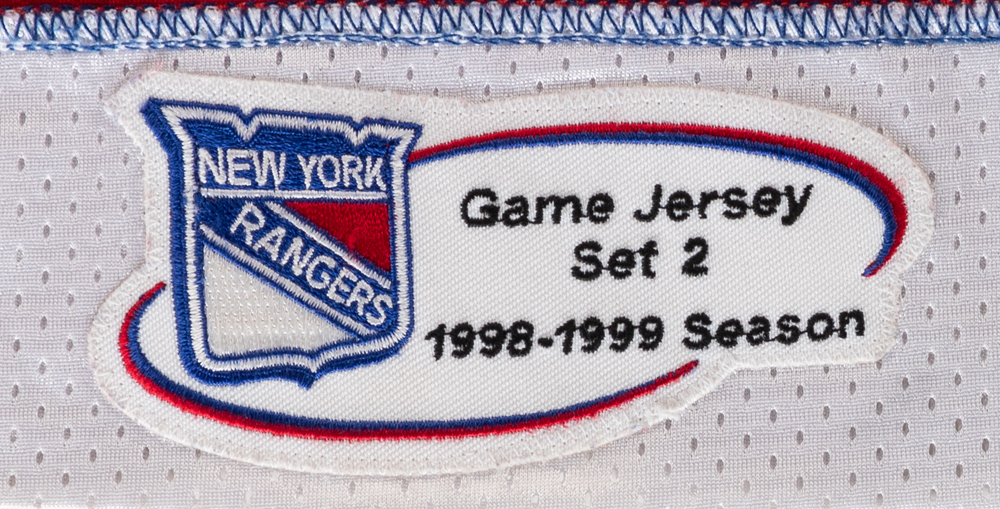 NEW YORK
RANGERS
Game Jersey
Set 2
1998-1999 Season